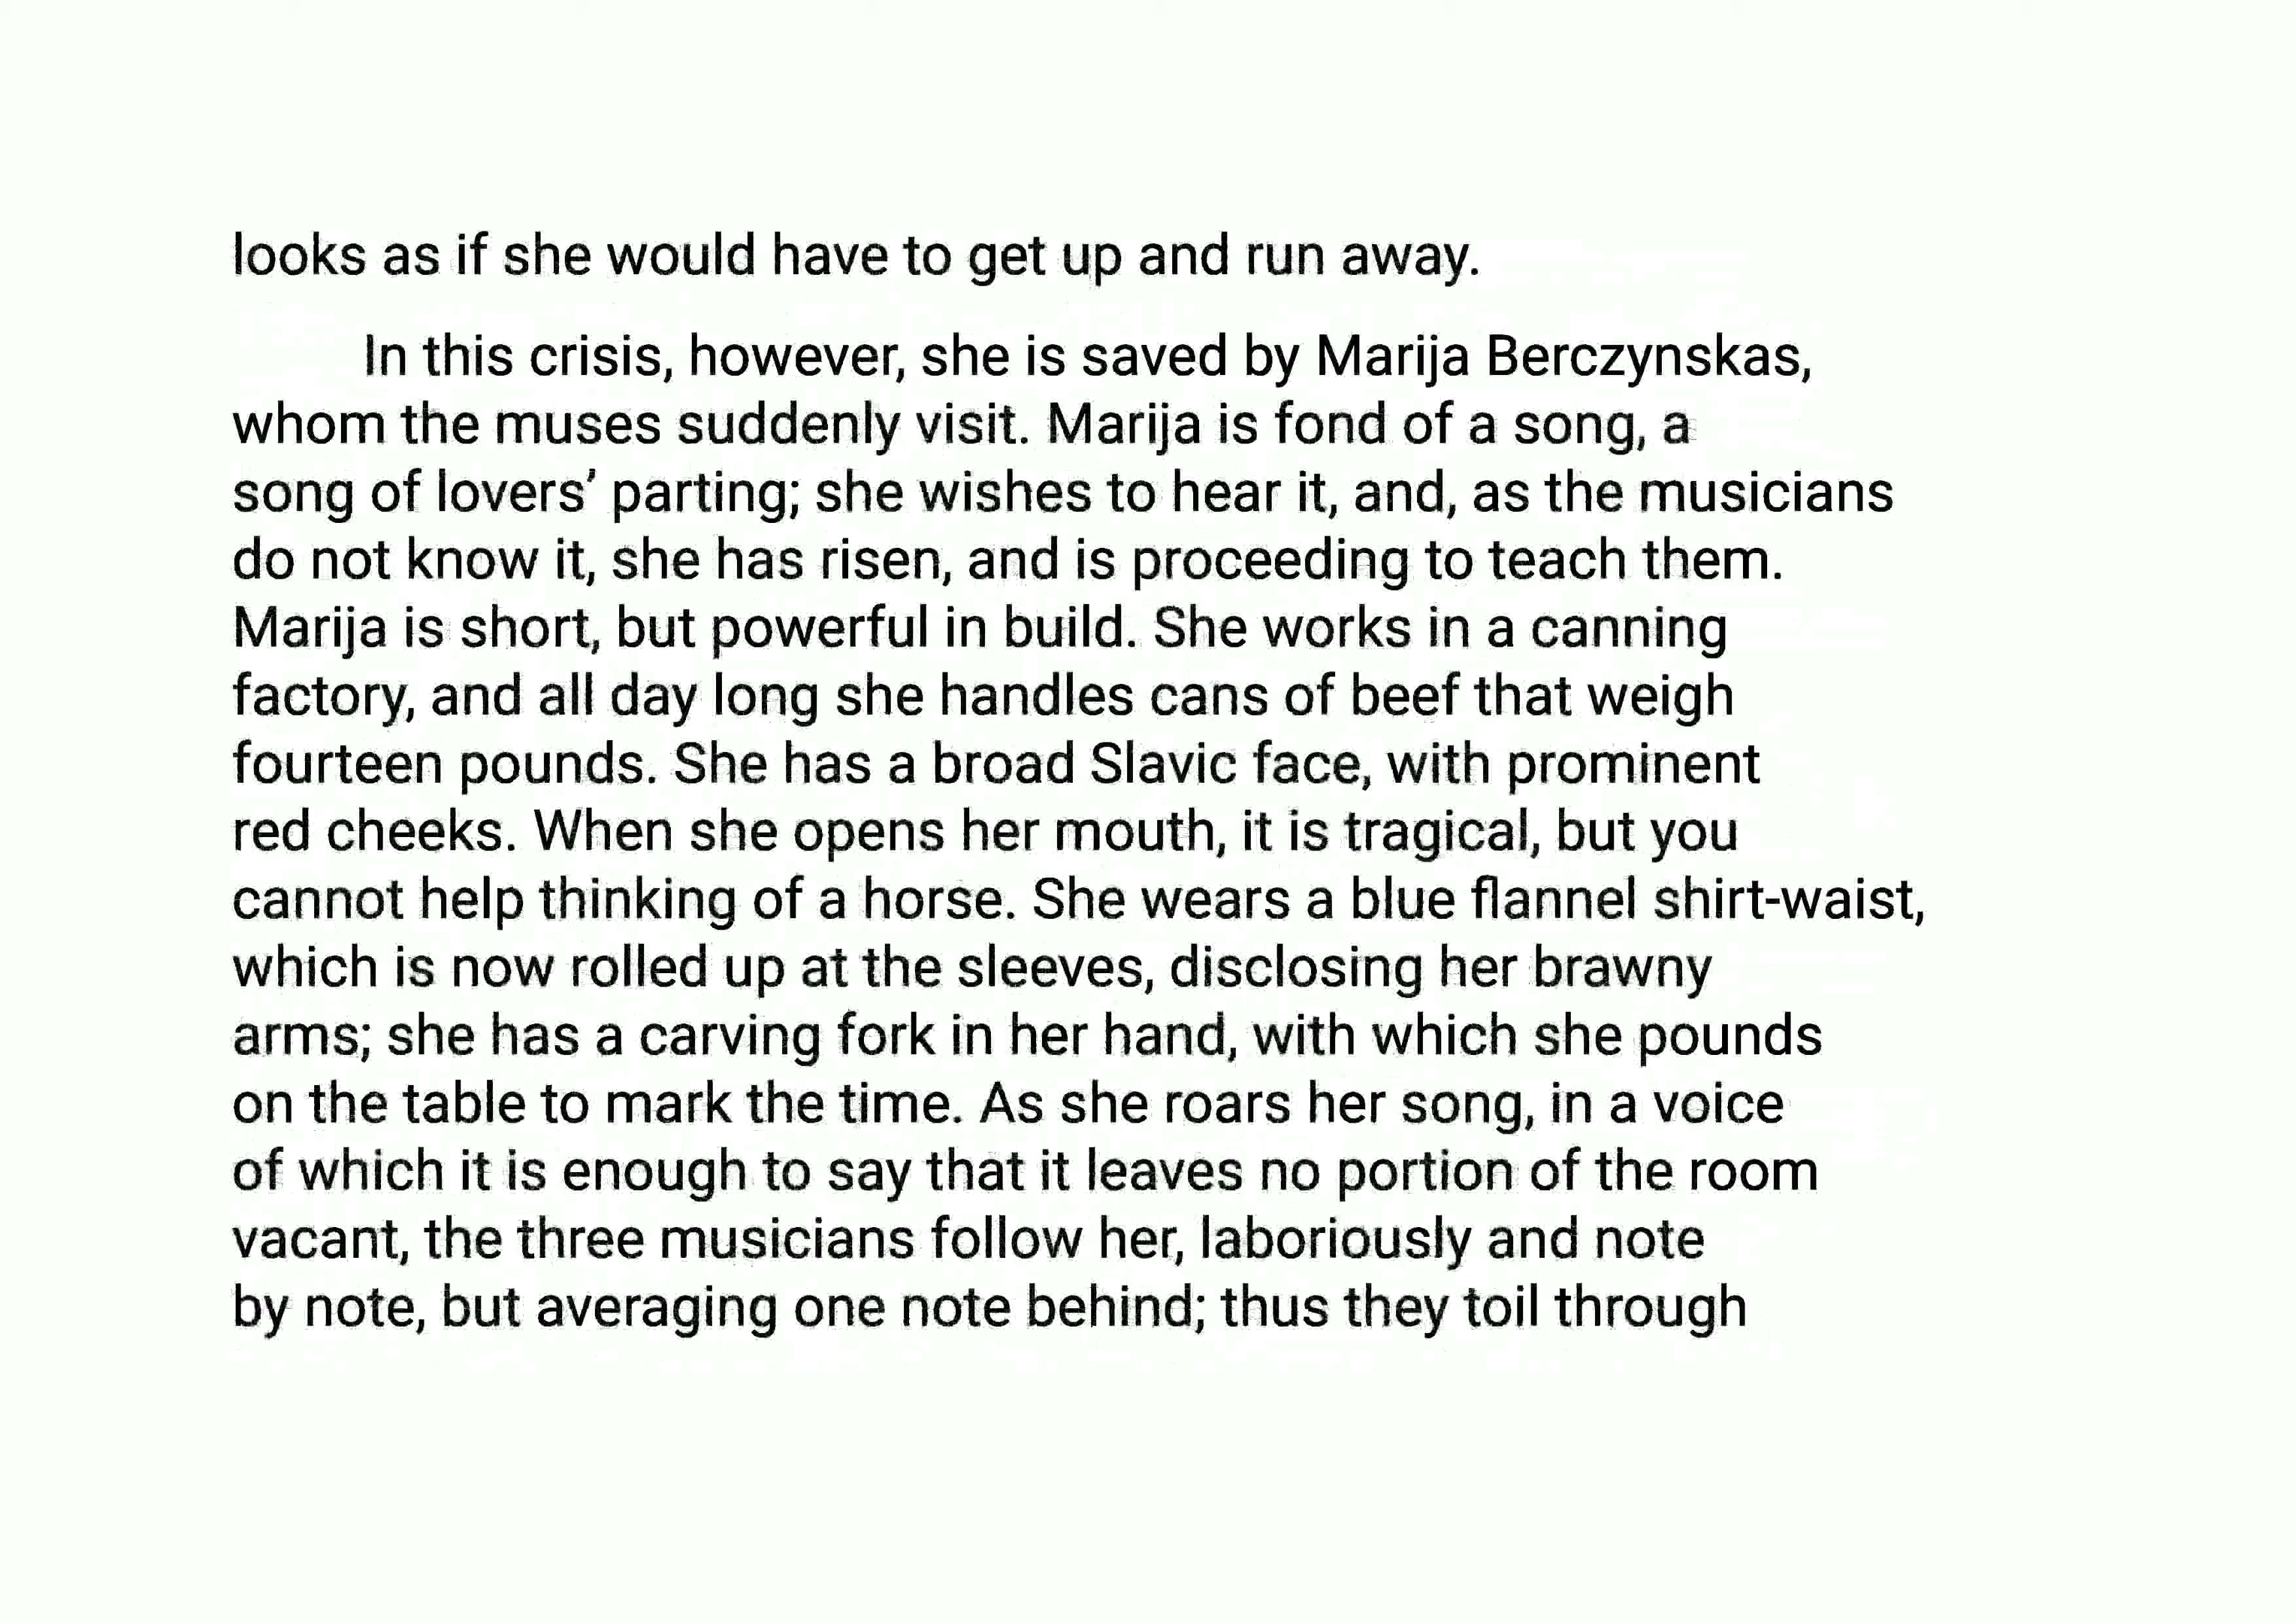 looks as if she would have to get up and run away.
In this crisis, however, she is saved by Marija Berczynskas,
whom the muses suddenly visit. Marija is fond of a song, a
song of lovers’ parting; she wishes to hear it, and, as the musicians
do not know it, she has risen, and is proceeding to teach them.
Marija is short, but powerful in build. She works in a canning
factory, and all day long she handles cans of beef that weigh
fourteen pounds. She has a broad Slavic face, with prominent
red cheeks. When she opens her mouth, it is tragical, but you
cannot help thinking of a horse. She wears a blue flannel shirt-waist,
which is now rolled up at the sleeves, disclosing her brawny
arms; she has a carving fork in her hand, with which she pounds
on the table to mark the time. As she roars her song, in a voice
of which it is enough to say that it leaves no portion of the room
vacant, the three musicians follow her, laboriously and note
by note, but averaging one note behind; thus they toil through